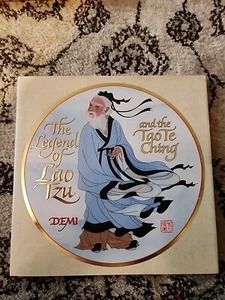 The
Legend
of
Lao
Tzu
and the
Tao Te
Ching
DEMI